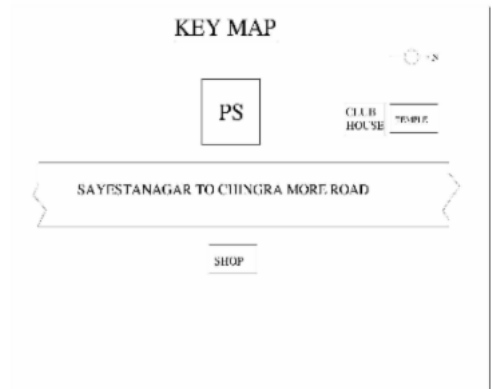 KEY MAP
N
PS
CLUB
HOUSE
TEMPLE
SAYESTANAGAR TO CHINGRA MORE ROAD
SHOP